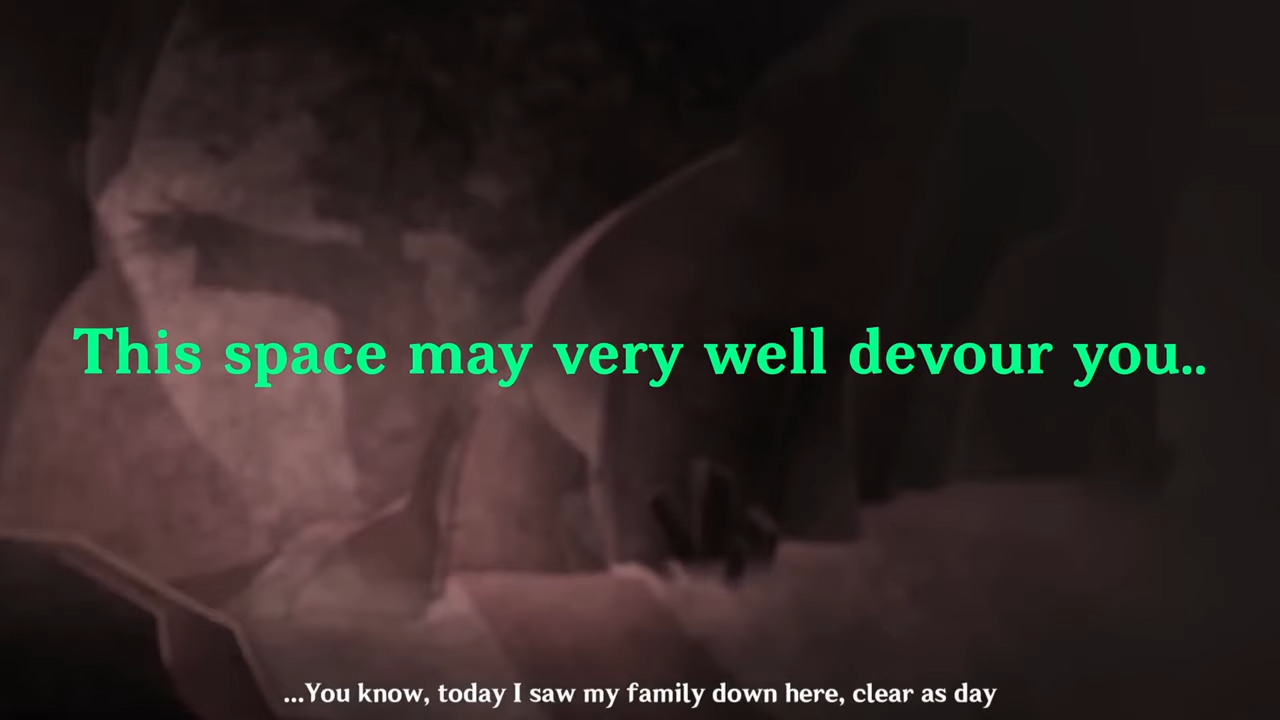 This space may very well devour you..
...You know, today I saw my family down here, clear as day